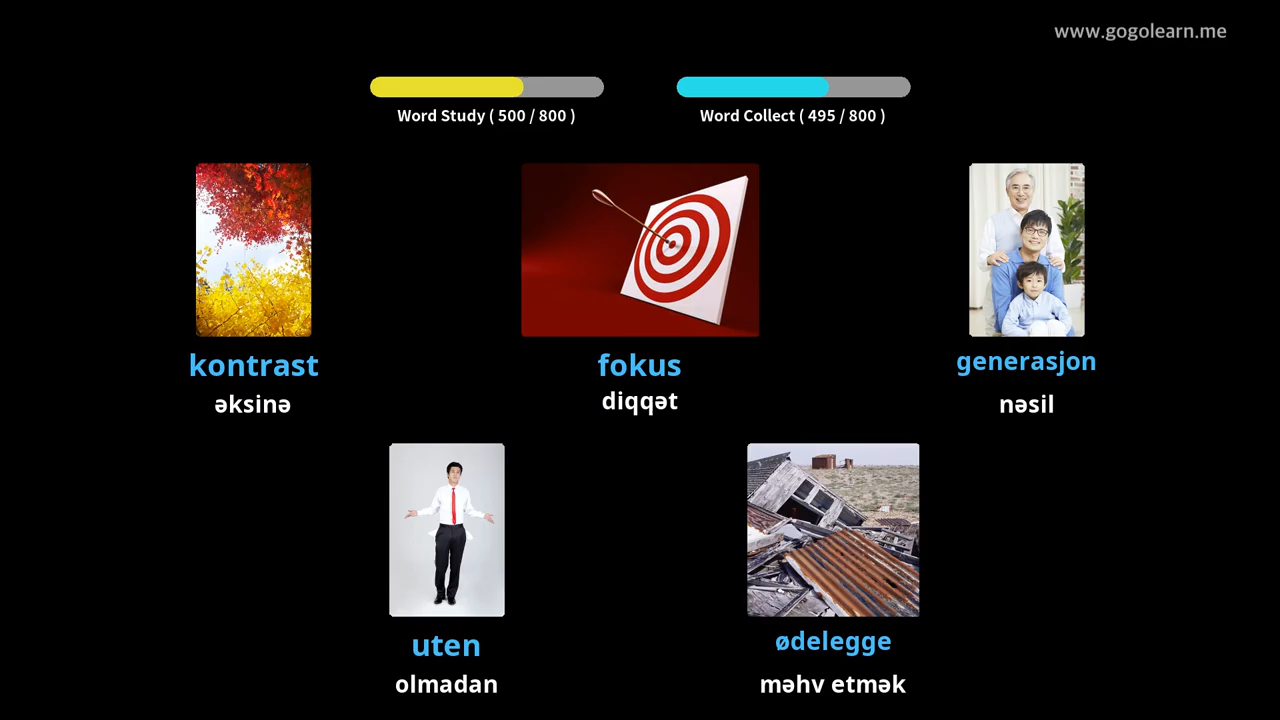 www.gogolearn.me
Word Study ( 500 / 800 )
Word Collect ( 495 / 800 )
kontrast
əksinə
fokus
diqqət
generasjon
nəsil
uten
olmadan
ødelegge
məhv etmək